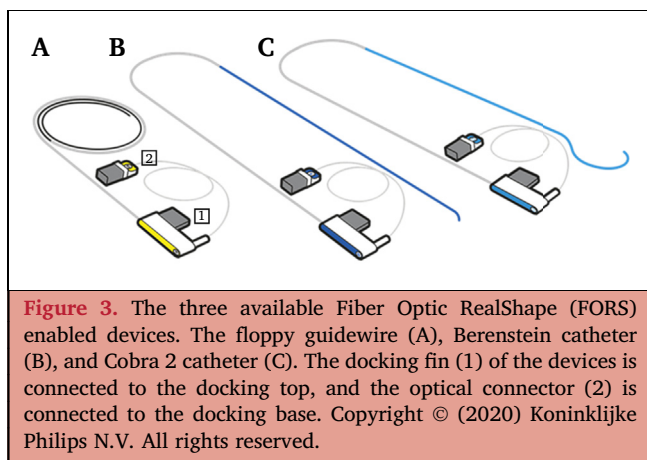 A
B
C
2
1
Figure 3. The three available Fiber Optic RealShape (FORS)
enabled devices. The floppy guidewire (A), Berenstein catheter
(B), and Cobra 2 catheter (C). The docking fin (1) of the devices is
connected to the docking top, and the optical connector (2) is
connected to the docking base. Copyright © (2020) Koninklijke
Philips N.V. All rights reserved.